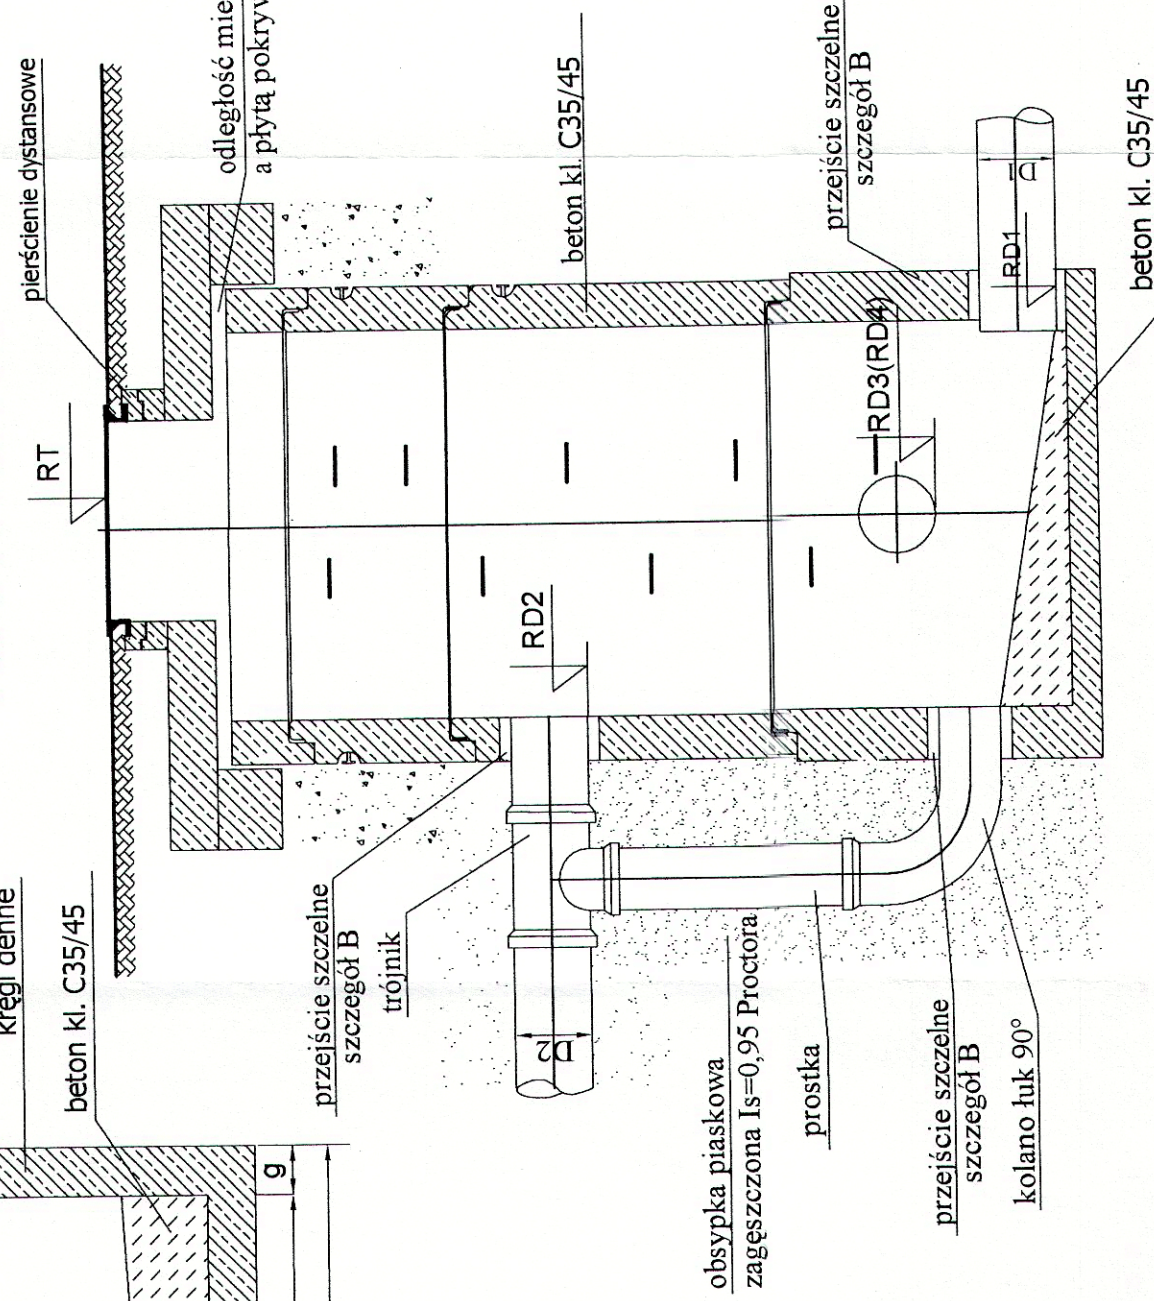 pierścienie dystansowe
odległość
a płytą
RT
beton kl. C35/45
przejście szczelne
szczegół B
D1
RD1
RD3(RD4)
beton kl. C35/45
RD2
kręgi denne
beton kl. C35/45
g
przejście szczelne
szczegół B
trójnik
D2
obsypka piaskowa
zagęszczona Is=0,95 Proctora
prostka
przejście szczelne
szczegół B
kolano łuk 90°